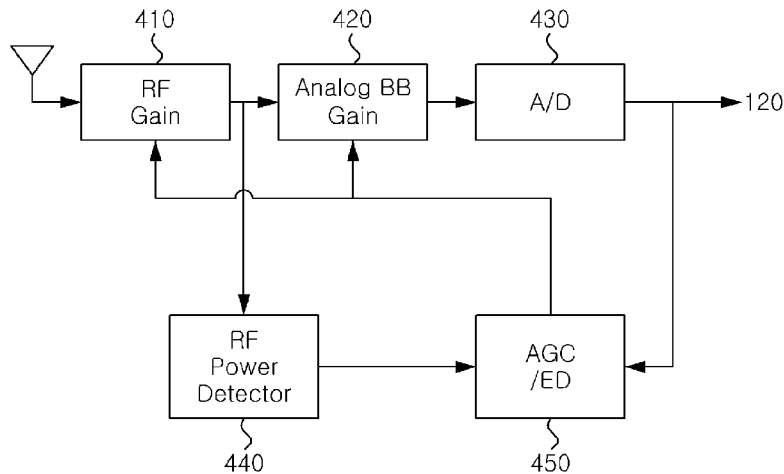 410
420
430
RF
Gain
Analog BB
Gain
A/D
120
RF
Power
Detector
AGC
/ED
440
450